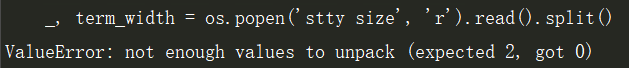 _, term_width = os.popen('stty size', 'r').read().split()
ValueError: not enough values to unpack (expected 2, got 0)